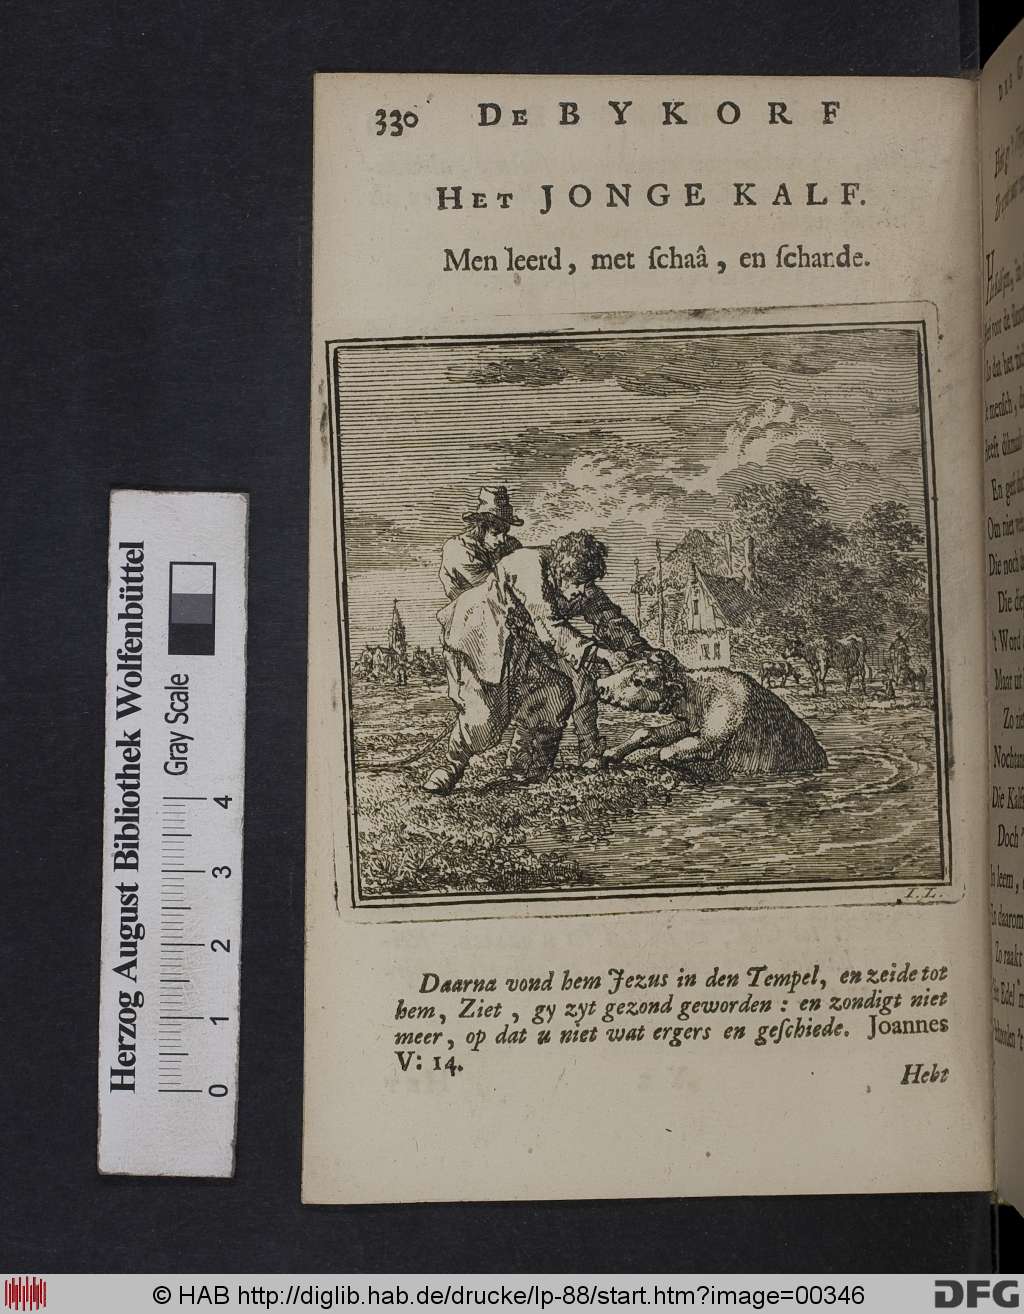 330 DE BYKORF
HET JONGE KALF.
Men leerd, met ſchaâ, en ſchande.
I. L.
Daarna vond hem Jezus in den Tempel, en zeide tot
hem, Ziet, gy zyt gezond geworden: en zondigt niet
meer, op dat u niet wat ergers en geſchiede. Joannes
V: 14.
Hebt
Herzog August Bibliothek Wolfenbüttel
Gray Scale
0 1 2 3 4
© HAB http://diglib.hab.de/drucke/lp-88/start.htm?image=00346
DFG